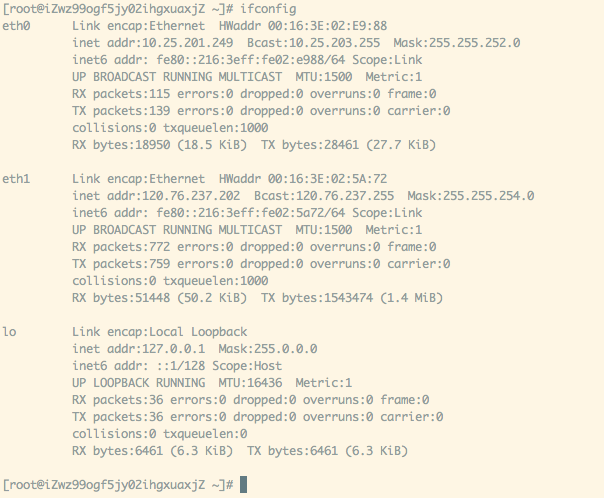 [root@iZwz99ogf5jy02ihgxuaxjZ ~]# ifconfig
eth0      Link encap:Ethernet  HWaddr 00:16:3E:02:E9:88
          inet addr:10.25.201.249  Bcast:10.25.203.255  Mask:255.255.252.0
          inet6 addr: fe80::216:3eff:fe02:e988/64 Scope:Link
          UP BROADCAST RUNNING MULTICAST  MTU:1500  Metric:1
          RX packets:115 errors:0 dropped:0 overruns:0 frame:0
          TX packets:139 errors:0 dropped:0 overruns:0 carrier:0
          collisions:0 txqueuelen:1000
          RX bytes:18950 (18.5 KiB)  TX bytes:28461 (27.7 KiB)
eth1      Link encap:Ethernet  HWaddr 00:16:3E:02:5A:72
          inet addr:120.76.237.202  Bcast:120.76.237.255  Mask:255.255.254.0
          inet6 addr: fe80::216:3eff:fe02:5a72/64 Scope:Link
          UP BROADCAST RUNNING MULTICAST  MTU:1500  Metric:1
          RX packets:772 errors:0 dropped:0 overruns:0 frame:0
          TX packets:759 errors:0 dropped:0 overruns:0 carrier:0
          collisions:0 txqueuelen:1000
          RX bytes:51448 (50.2 KiB)  TX bytes:1543474 (1.4 MiB)
lo        Link encap:Local Loopback
          inet addr:127.0.0.1  Mask:255.0.0.0
          inet6 addr: ::1/128 Scope:Host
          UP LOOPBACK RUNNING  MTU:16436  Metric:1
          RX packets:36 errors:0 dropped:0 overruns:0 frame:0
          TX packets:36 errors:0 dropped:0 overruns:0 carrier:0
          collisions:0 txqueuelen:0
          RX bytes:6461 (6.3 KiB)  TX bytes:6461 (6.3 KiB)
[root@iZwz99ogf5jy02ihgxuaxjZ ~]#